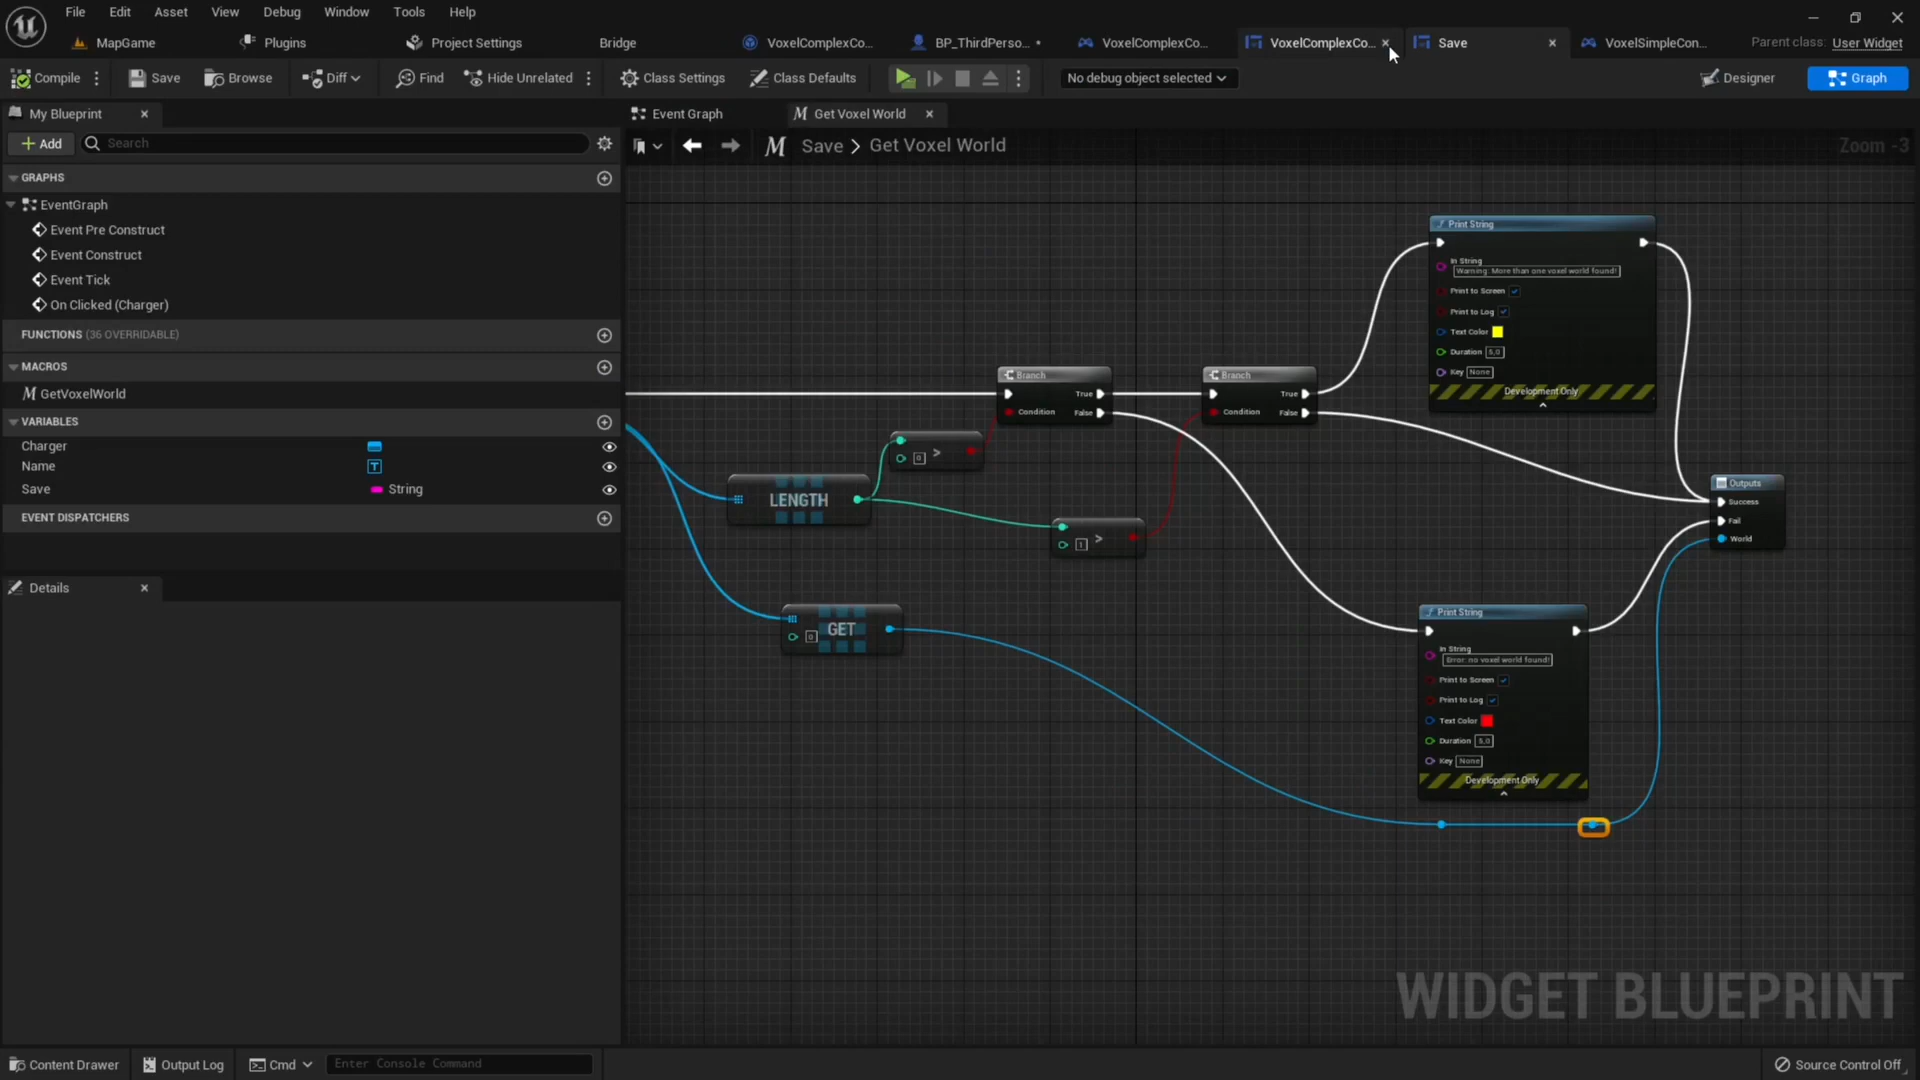 File Edit Asset View Debug Window Tools Help
MapGame Plugins Project Settings Bridge VoxelComplexCo... BP_ThirdPerso... • VoxelComplexCo... VoxelComplexCo... Save VoxelSimpleCon... Parent class: User Widget
Compile Save Browse Diff Find Hide Unrelated Class Settings Class Defaults No debug object selected Designer Graph
My Blueprint Event Graph Get Voxel World
Add Search Save > Get Voxel World Zoom -3
GRAPHS
EventGraph
Event Pre Construct
Event Construct
Event Tick
On Clicked (Charger)
FUNCTIONS (36 OVERRIDABLE)
MACROS
GetVoxelWorld
VARIABLES
Charger
Name
Save String
EVENT DISPATCHERS
Details
Print String
In String
Warning: More than one voxel world found!
Print to Screen
Print to Log
Text Color
Duration 5,0
Key None
Development Only
Branch
True
Condition False
Branch
True
Condition False
0 >
LENGTH
1 >
0 GET
Outputs
Success
Fail
World
Print String
In String
Error: no voxel world found!
Print to Screen
Print to Log
Text Color
Duration 5,0
Key None
Development Only
WIDGET BLUEPRINT
Content Drawer Output Log Cmd Enter Console Command Source Control Off